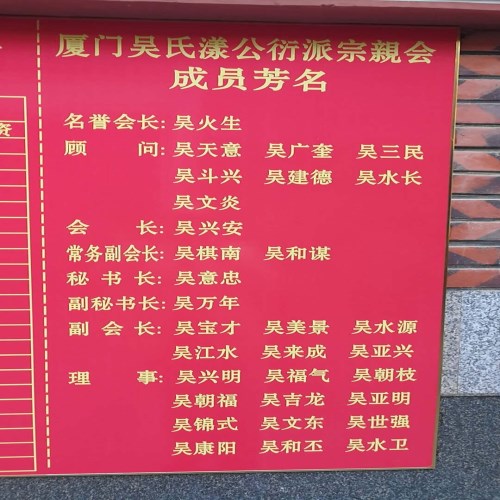 资
厦门吴氏漾公衍派宗親会
成员芳名
名誉会长:吴火生
顾 问:吴天意 吴广奎 吴三民
吴斗兴 吴建德 吴水长
吴文炎
会 长:吴兴安
常务副会长:吴棋南 吴和谋
秘 书 长:吴意忠
副秘书长:吴万年
副 会 长:吴宝才 吴美景 吴水源
吴江水 吴来成 吴亚兴
理 事:吴兴明 吴福气 吴朝枝
吴朝福 吴吉龙 吴亚明
吴锦式 吴文东 吴世强
吴康阳 吴和丕 吴水卫